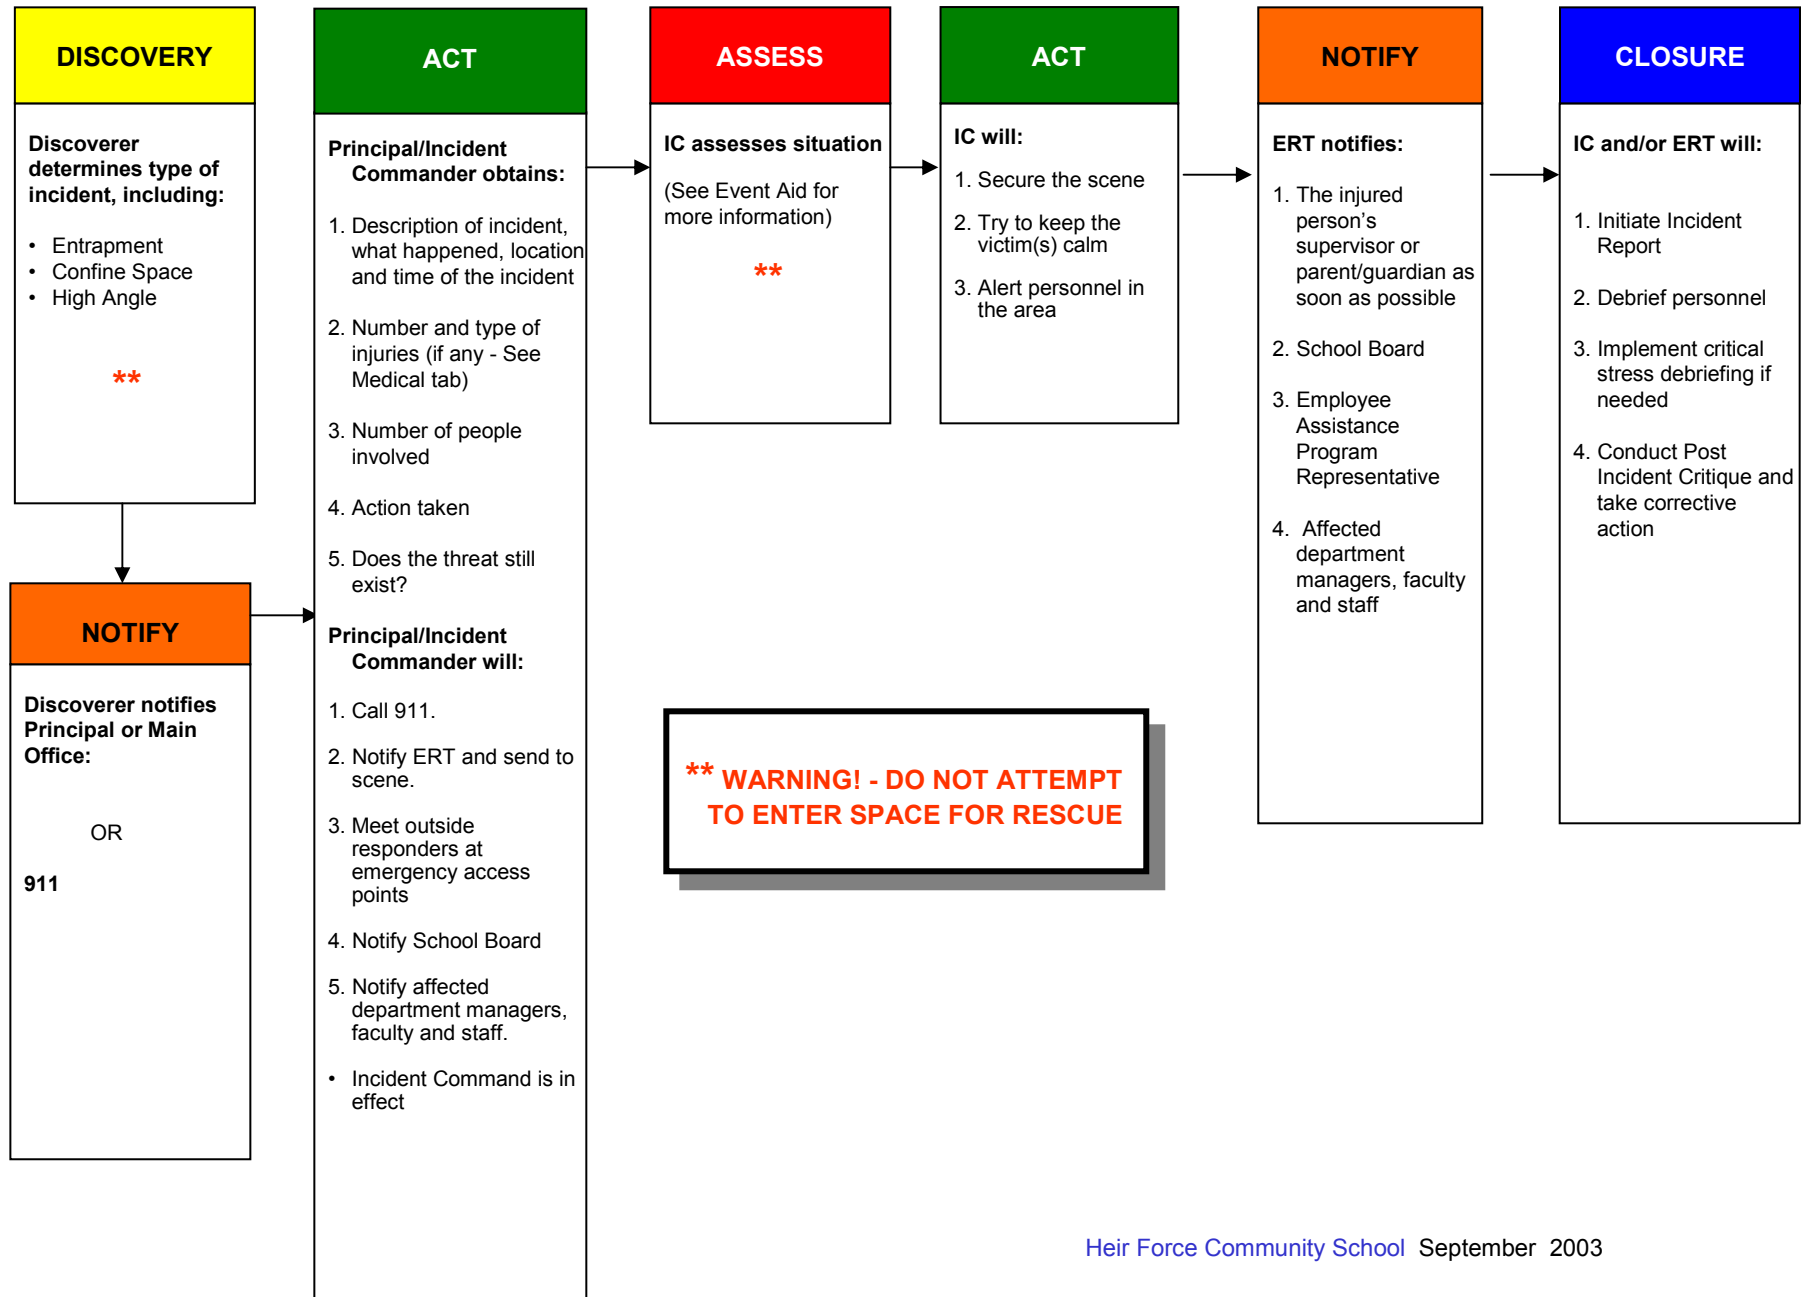 DISCOVERY
Discoverer
determines type of
incident, including:
• Entrapment
• Confine Space
• High Angle
**
NOTIFY
Discoverer notifies
Principal or Main
Office:
OR
911
ACT
Principal/Incident
Commander obtains:
1. Description of incident,
what happened, location
and time of the incident
2. Number and type of
injuries (if any - See
Medical tab)
3. Number of people
involved
4. Action taken
5. Does the threat still
exist?
Principal/Incident
Commander will:
1. Call 911.
2. Notify ERT and send to
scene.
3. Meet outside
responders at
emergency access
points
4. Notify School Board
5. Notify affected
department managers,
faculty and staff.
• Incident Command is in
effect
ASSESS
IC assesses situation
(See Event Aid for
more information)
**
ACT
IC will:
1. Secure the scene
2. Try to keep the
victim(s) calm
3. Alert personnel in
the area
NOTIFY
ERT notifies:
1. The injured
person's
supervisor or
parent/guardian as
soon as possible
2. School Board
3. Employee
Assistance
Program
Representative
4. Affected
department
managers, faculty
and staff
CLOSURE
IC and/or ERT will:
1. Initiate Incident
Report
2. Debrief personnel
3. Implement critical
stress debriefing if
needed
4. Conduct Post
Incident Critique and
take corrective
action
** WARNING! - DO NOT ATTEMPT
TO ENTER SPACE FOR RESCUE
Heir Force Community School September 2003